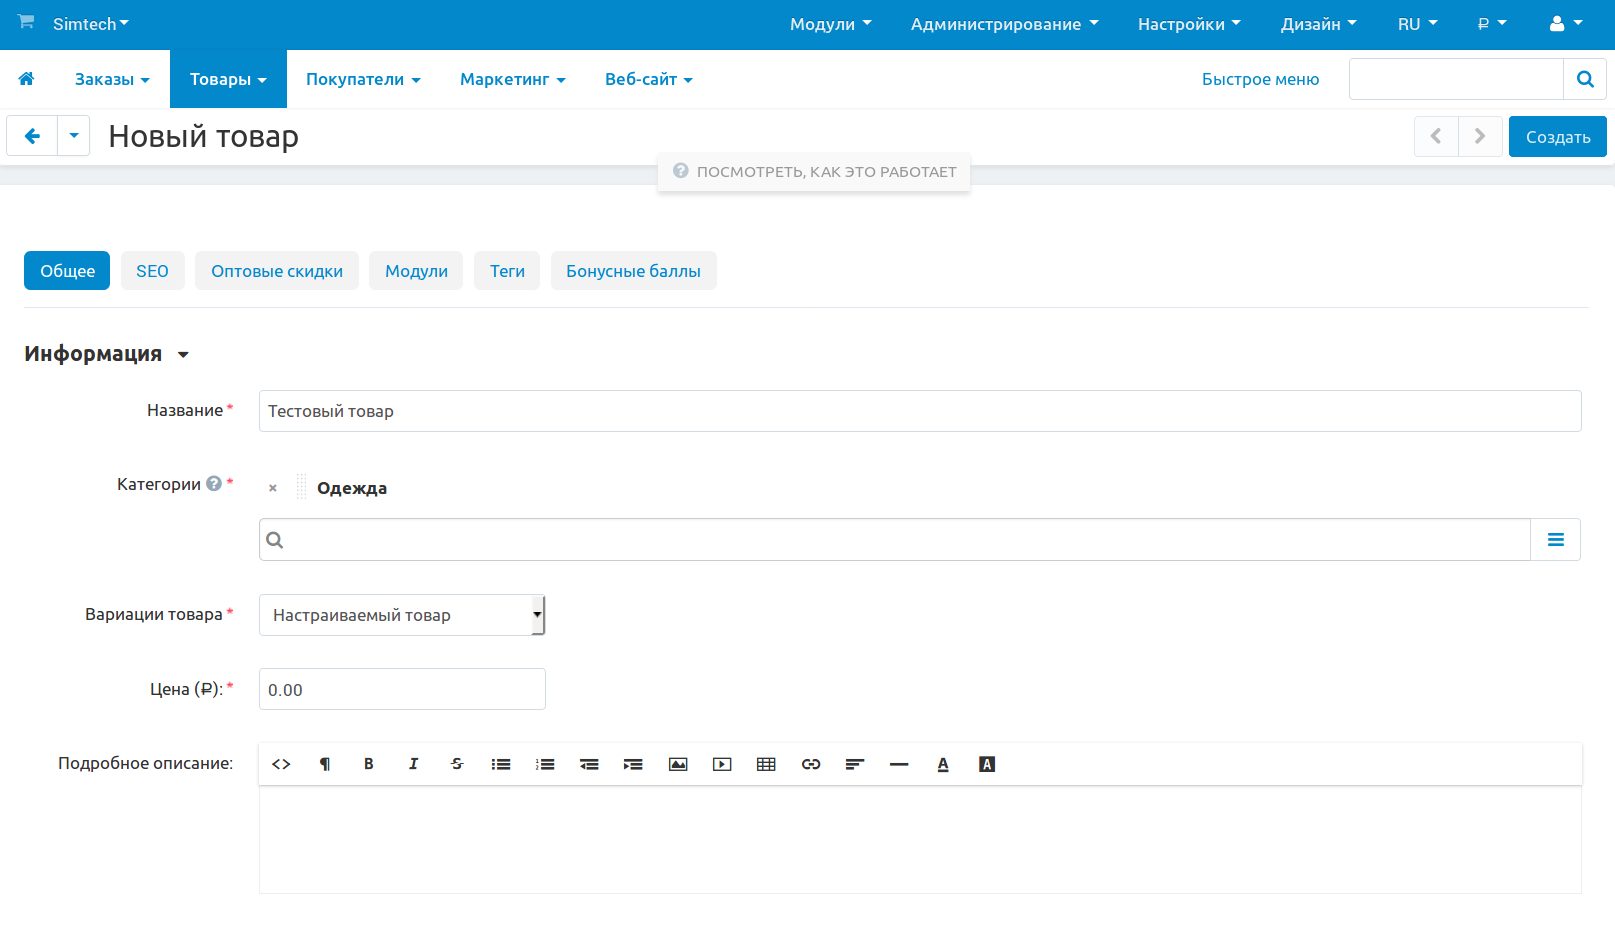 Simtech Модули Администрирование Настройки Дизайн RU ₽
Заказы Товары Покупатели Маркетинг Веб-сайт Быстрое меню
Новый товар Создать
? ПОСМОТРЕТЬ, КАК ЭТО РАБОТАЕТ
Общее SEO Оптовые скидки Модули Теги Бонусные баллы
Информация
Название * Тестовый товар
Категории ? * × Одежда
Вариации товара * Настраиваемый товар
Цена (₽): * 0.00
Подробное описание: <> ¶ B I S A A